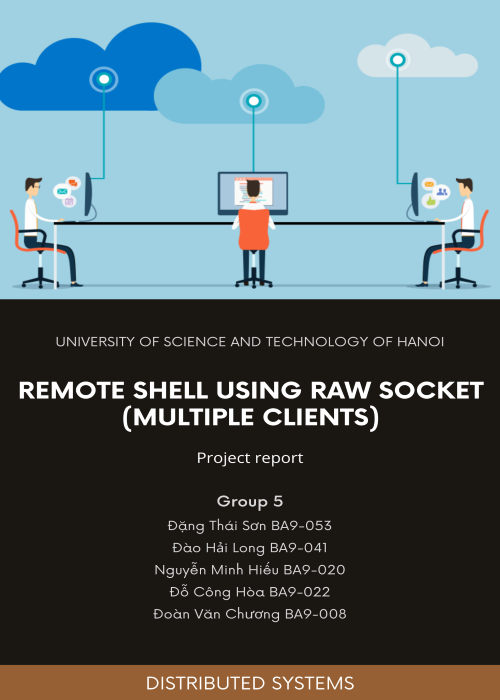 UNIVERSITY OF SCIENCE AND TECHNOLOGY OF HANOI
REMOTE SHELL USING RAW SOCKET
(MULTIPLE CLIENTS)
Project report
Group 5
Đặng Thái Sơn BA9-053
Đào Hải Long BA9-041
Nguyễn Minh Hiếu BA9-020
Đỗ Công Hòa BA9-022
Đoàn Văn Chương BA9-008
DISTRIBUTED SYSTEMS